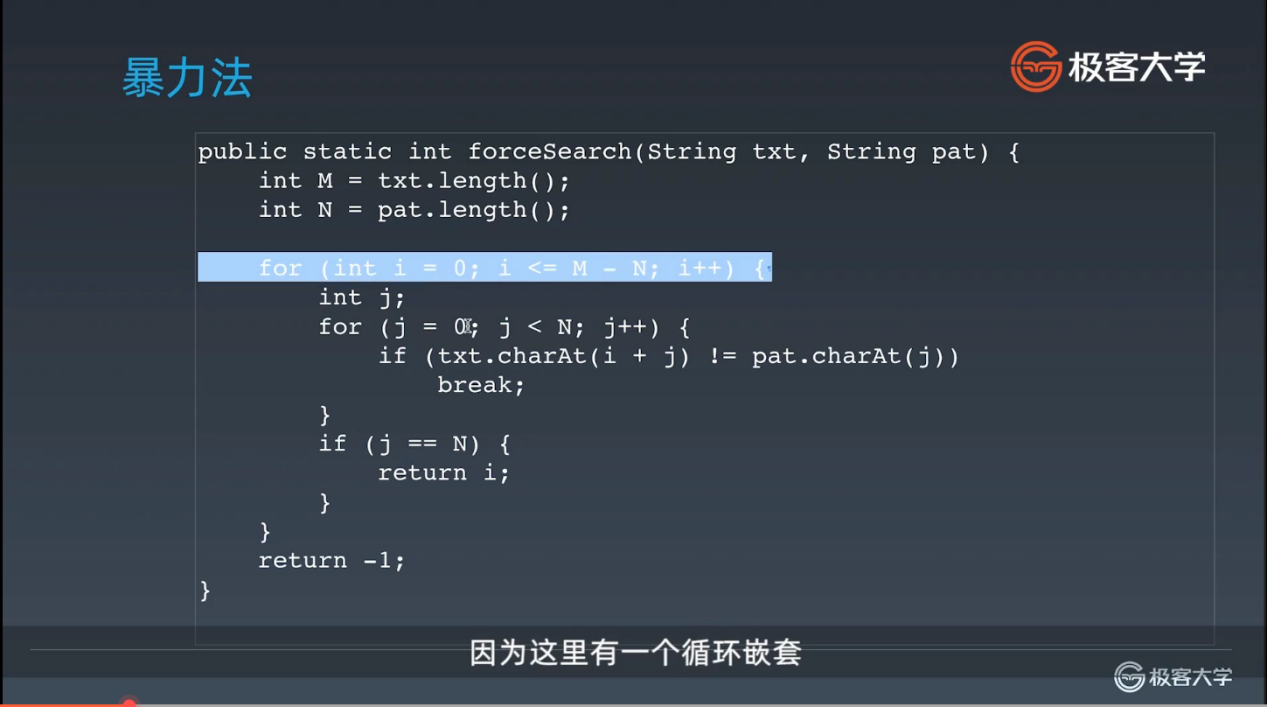 暴力法
极客大学
public static int forceSearch(String txt, String pat) {
    int M = txt.length();
    int N = pat.length();
    for (int i = 0; i <= M - N; i++) {
        int j;
        for (j = 0; j < N; j++) {
            if (txt.charAt(i + j) != pat.charAt(j))
                break;
        }
        if (j == N) {
            return i;
        }
    }
    return -1;
}
因为这里有一个循环嵌套
极客大学